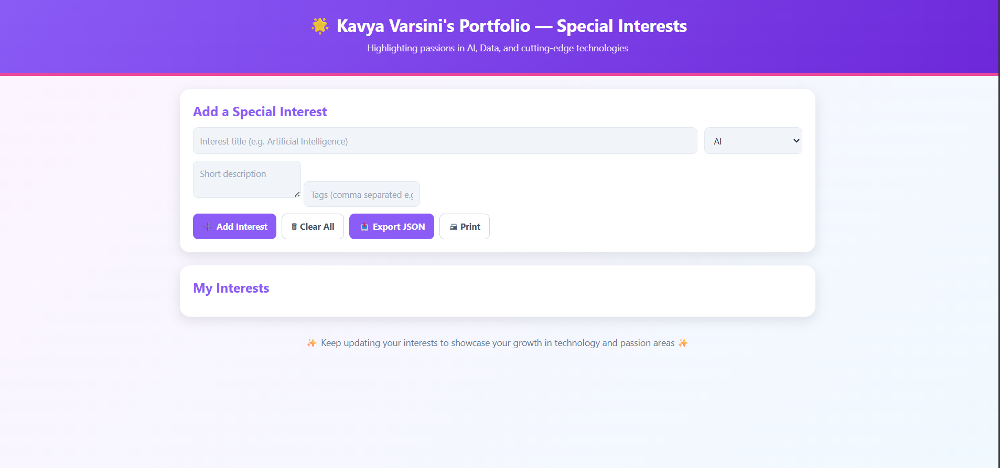 🌟 Kavya Varsini's Portfolio — Special Interests
Highlighting passions in AI, Data, and cutting-edge technologies
Add a Special Interest
Interest title (e.g. Artificial Intelligence)
AI
Short description
Tags (comma separated e.g
➕ Add Interest
🗑 Clear All
📤 Export JSON
🖨 Print
My Interests
✨ Keep updating your interests to showcase your growth in technology and passion areas ✨